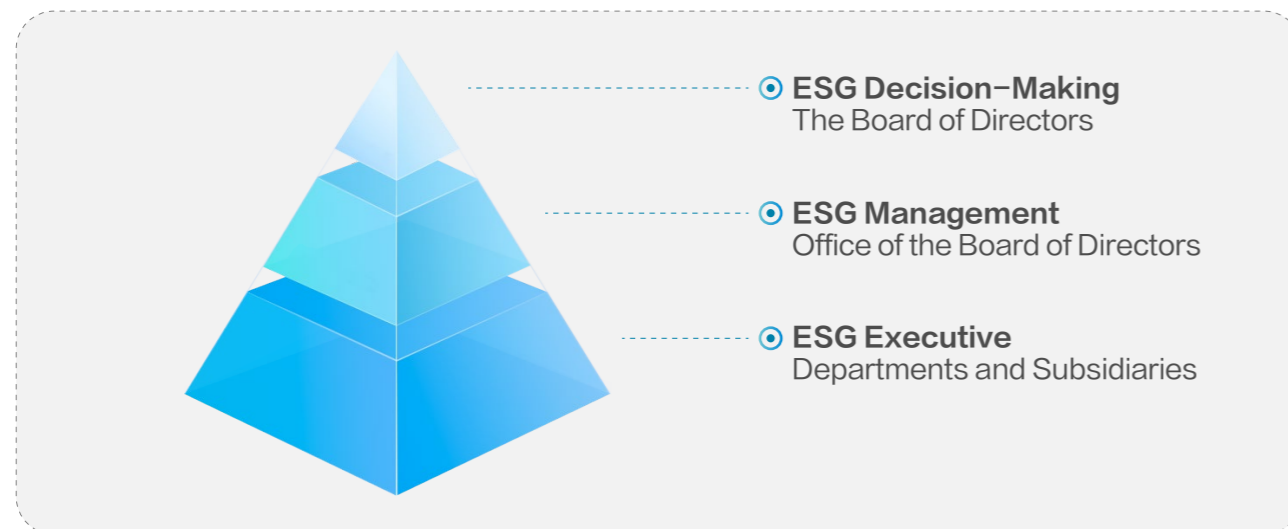 ESG Decision-Making
The Board of Directors
ESG Management
Office of the Board of Directors
ESG Executive
Departments and Subsidiaries